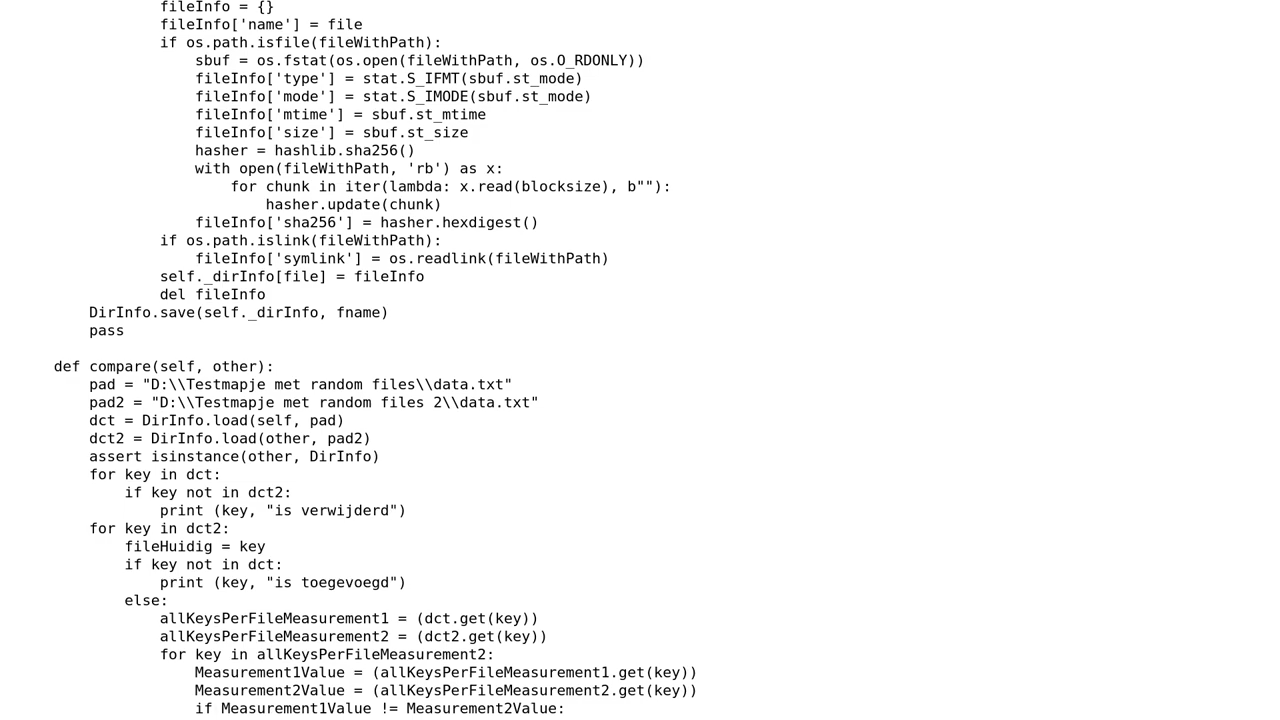 fileInfo = {}
fileInfo['name'] = file
if os.path.isfile(fileWithPath):
sbuf = os.fstat(os.open(fileWithPath, os.O_RDONLY))
fileInfo['type'] = stat.S_IFMT(sbuf.st_mode)
fileInfo['mode'] = stat.S_IMODE(sbuf.st_mode)
fileInfo['mtime'] = sbuf.st_mtime
fileInfo['size'] = sbuf.st_size
hasher = hashlib.sha256()
with open(fileWithPath, 'rb') as x:
for chunk in iter(lambda: x.read(blocksize), b""):
hasher.update(chunk)
fileInfo['sha256'] = hasher.hexdigest()
if os.path.islink(fileWithPath):
fileInfo['symlink'] = os.readlink(fileWithPath)
self._dirInfo[file] = fileInfo
del fileInfo
DirInfo.save(self._dirInfo, fname)
pass
def compare(self, other):
pad = "D:\\Testmapje met random files\\data.txt"
pad2 = "D:\\Testmapje met random files 2\\data.txt"
dct = DirInfo.load(self, pad)
dct2 = DirInfo.load(other, pad2)
assert isinstance(other, DirInfo)
for key in dct:
if key not in dct2:
print (key, "is verwijderd")
for key in dct2:
fileHuidig = key
if key not in dct:
print (key, "is toegevoegd")
else:
allKeysPerFileMeasurement1 = (dct.get(key))
allKeysPerFileMeasurement2 = (dct2.get(key))
for key in allKeysPerFileMeasurement2:
Measurement1Value = (allKeysPerFileMeasurement1.get(key))
Measurement2Value = (allKeysPerFileMeasurement2.get(key))
if Measurement1Value != Measurement2Value: